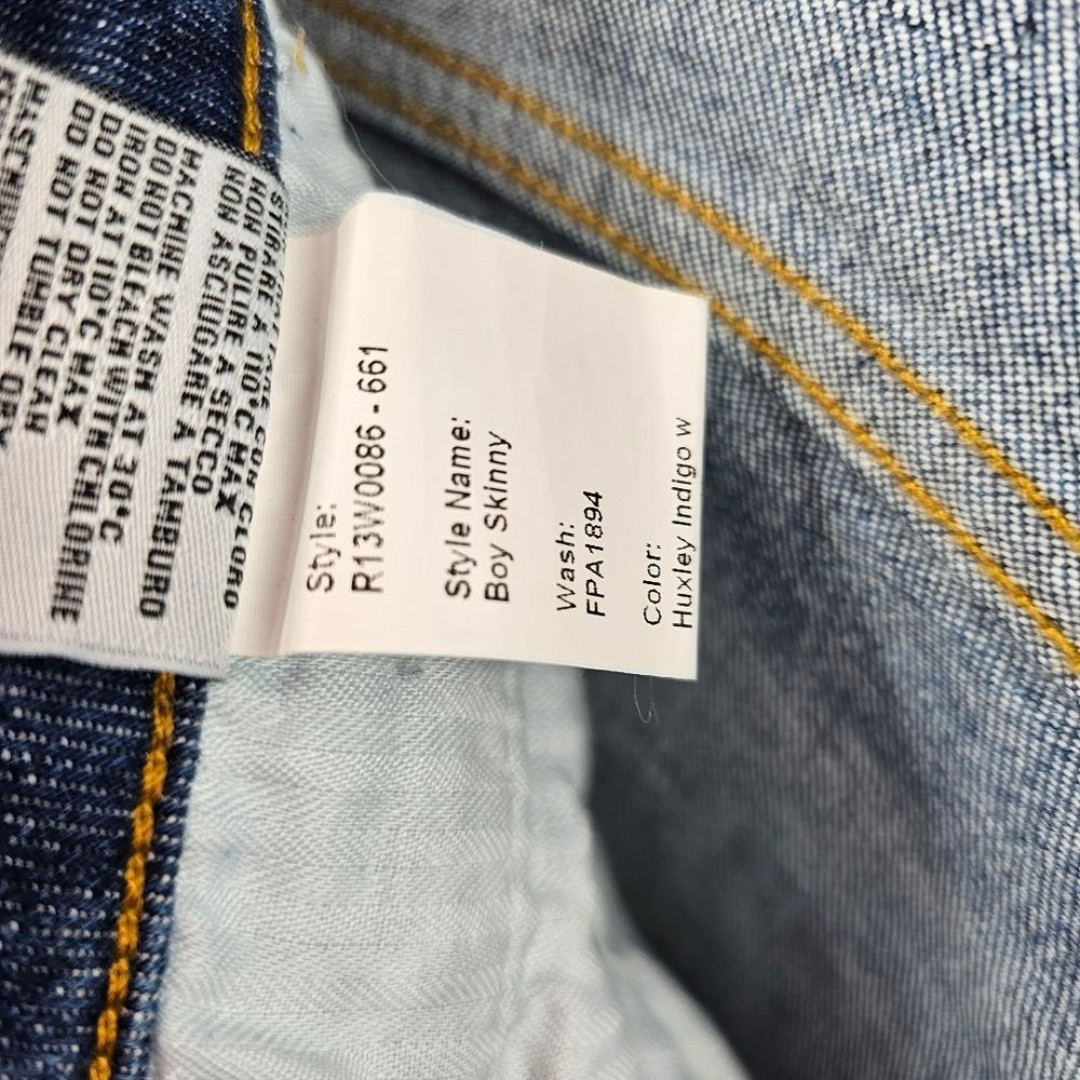 Style:
R13W0086 - 661
Style Name:
Boy Skinny
Wash:
FPA1894
Color:
Huxley Indigo W
STIRARE A 110°C MAX
NON PULIRE A SECCO
NON ASCIUGARE A TAMBURO
MACHINE WASH AT 30°C
DO NOT BLEACH WITH CHLORINE
IRON AT 110°C MAX
DO NOT DRY CLEAN
DO NOT TUMBLE DRY